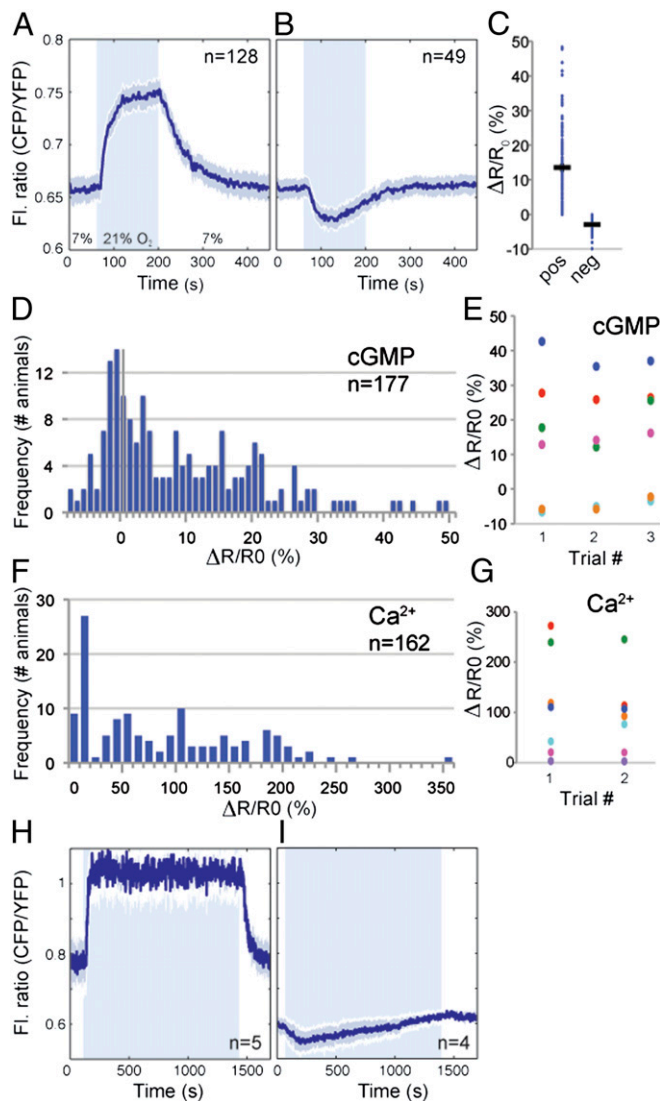 A
B
C
Fl. ratio (CFP/YFP)
0.8
0.75
0.7
0.65
0.6
n=128
7%
21% O₂
7%
0 100 200 300 400
Time (s)
n=49
0 100 200 300 400
Time (s)
ΔR/R₀ (%)
50
40
30
20
10
0
-10
pos
neg
D
Frequency (# animals)
12
8
4
0
cGMP
n=177
0 10 20 30 40 50
ΔR/R0 (%)
E
ΔR/R0 (%)
50
40
30
20
10
0
-10
cGMP
1 2 3
Trial #
F
Frequency (# animals)
30
20
10
0
Ca²⁺
n=162
0 50 100 150 200 250 300 350
ΔR/R0 (%)
G
ΔR/R0 (%)
300
200
100
0
Ca²⁺
1 2
Trial #
H
I
Fl. ratio (CFP/YFP)
1
0.8
0.6
n=5
0 500 1000 1500
Time (s)
n=4
0 500 1000 1500
Time (s)